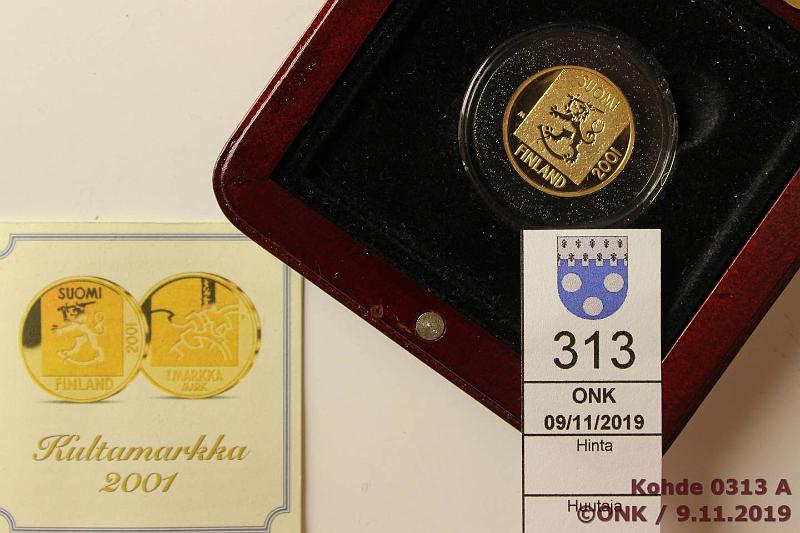 SUOMI
FINLAND
2001
SUOMI
FINLAND
2001
1 MARKKA
MARK
Kultamarkka
2001
313
ONK
09/11/2019
Hinta
Huutaja
Kohde 0313 A
©ONK / 9.11.2019